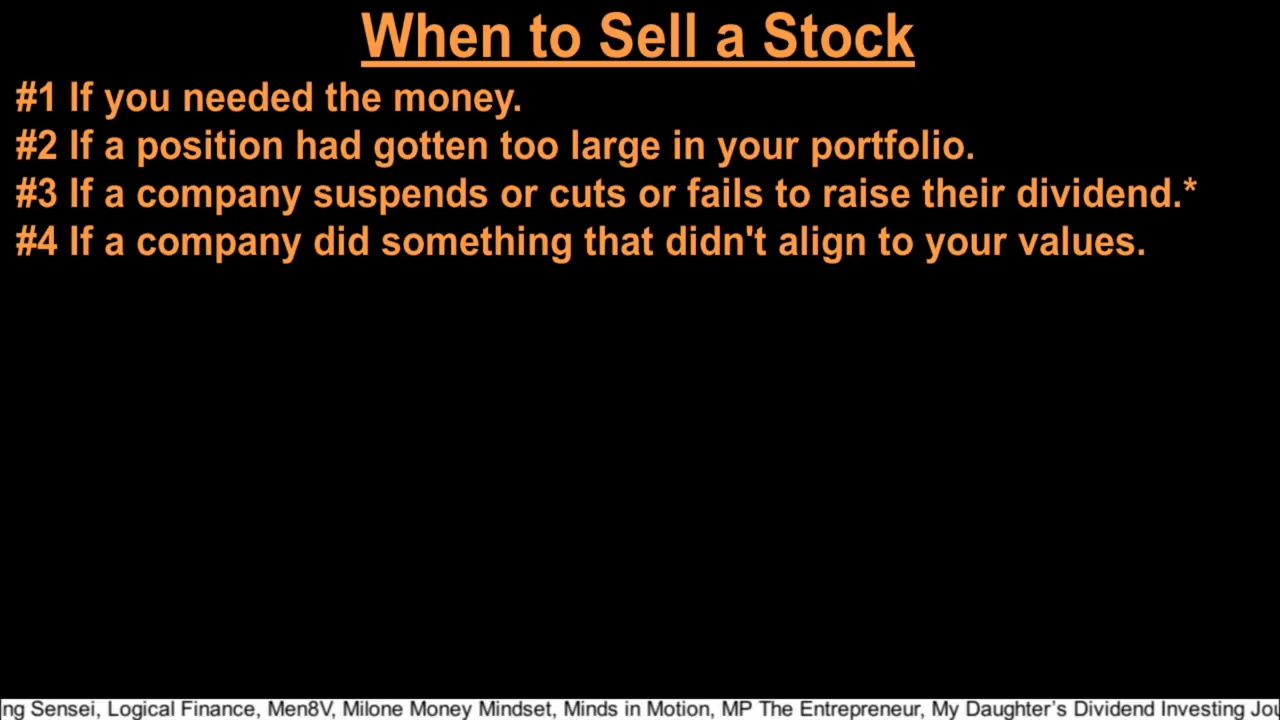 When to Sell a Stock
#1 If you needed the money.
#2 If a position had gotten too large in your portfolio.
#3 If a company suspends or cuts or fails to raise their dividend.*
#4 If a company did something that didn't align to your values.
ng Sensei, Logical Finance, Men8V, Milone Money Mindset, Minds in Motion, MP The Entrepreneur, My Daughter's Dividend Investing Jou